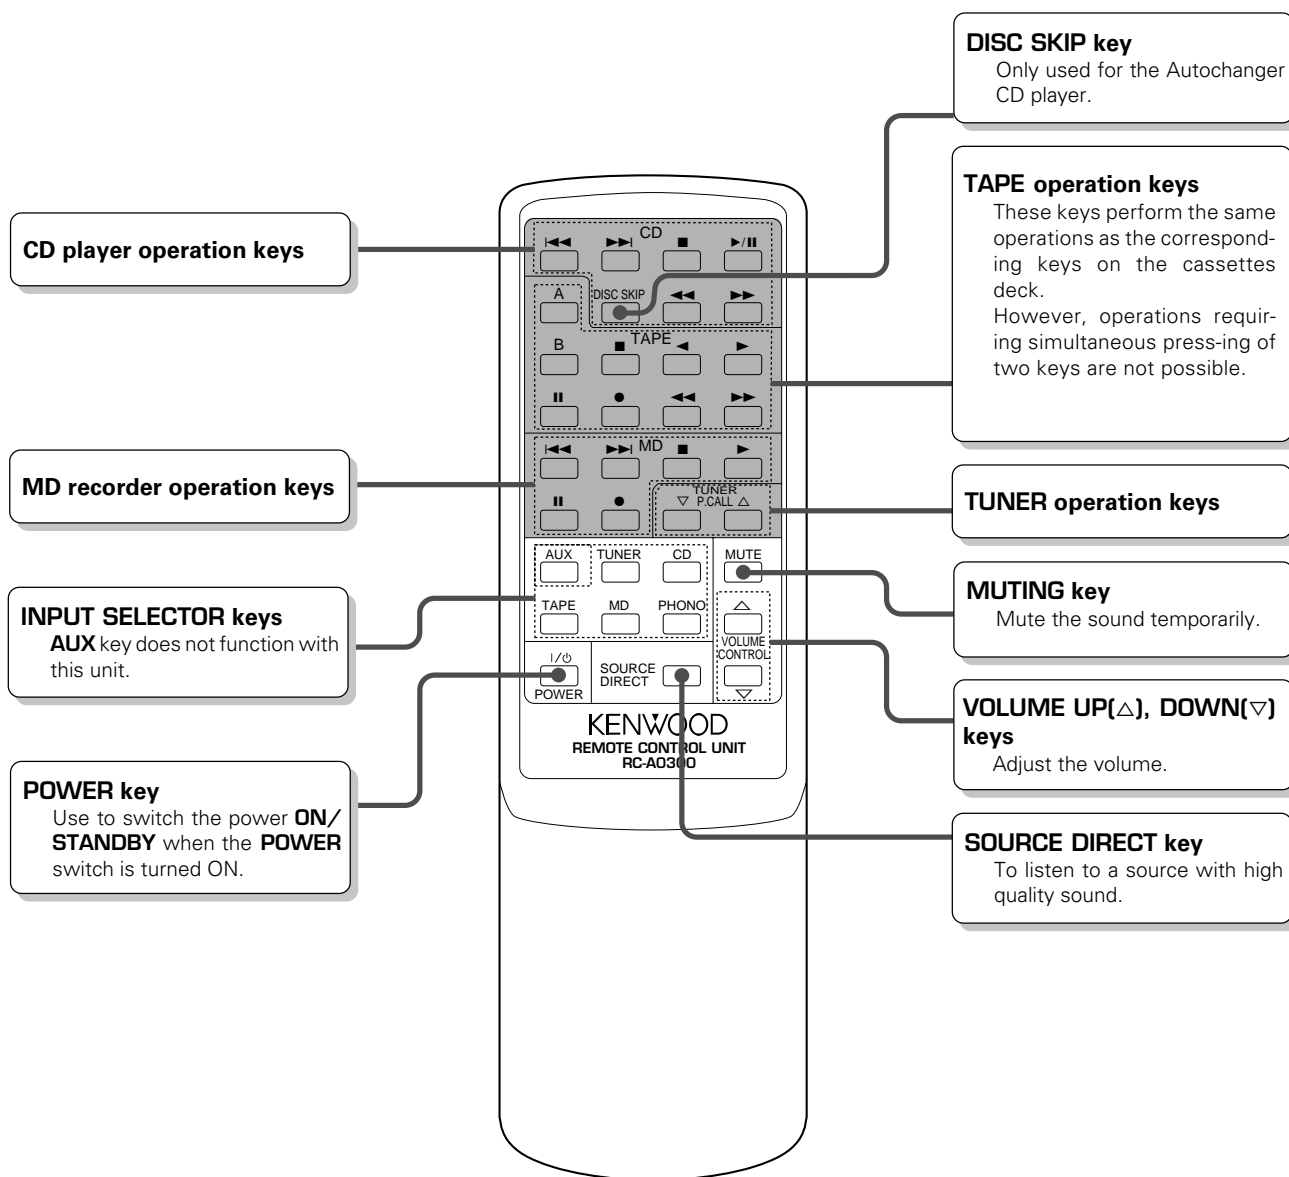 DISC SKIP key
Only used for the Autochanger
CD player.
TAPE operation keys
These keys perform the same
operations as the correspond-
ing keys on the cassettes
deck.
However, operations requir-
ing simultaneous press-ing of
two keys are not possible.
CD player operation keys
MD recorder operation keys
TUNER operation keys
INPUT SELECTOR keys
AUX key does not function with
this unit.
MUTING key
Mute the sound temporarily.
VOLUME UP(△), DOWN(▽)
keys
Adjust the volume.
POWER key
Use to switch the power ON/
STANDBY when the POWER
switch is turned ON.
SOURCE DIRECT key
To listen to a source with high
quality sound.
CD
A
DISC SKIP
B
TAPE
MD
TUNER
▽ P.CALL △
AUX
TUNER
CD
MUTE
TAPE
MD
PHONO
VOLUME
CONTROL
I/⏻
POWER
SOURCE
DIRECT
KENWOOD
REMOTE CONTROL UNIT
RC-A0300